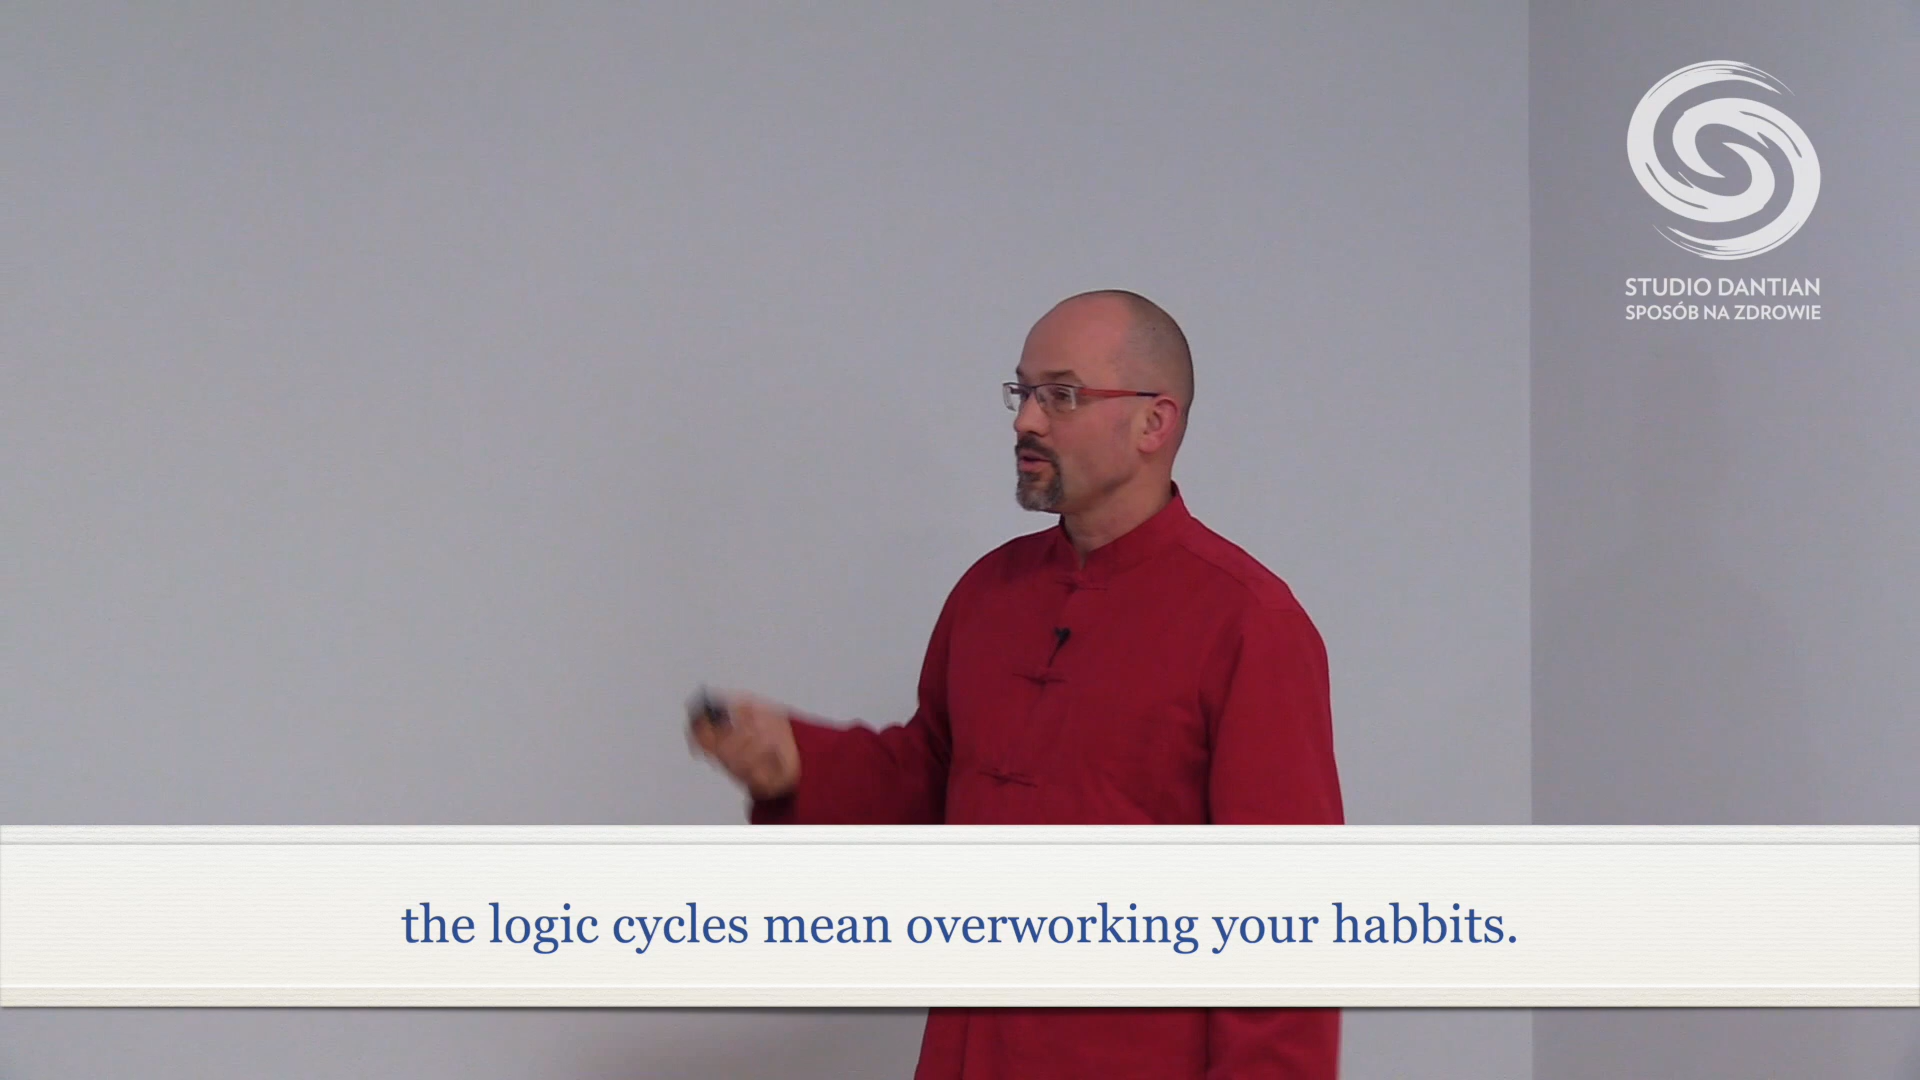 STUDIO DANTIAN
SPOSÓB NA ZDROWIE
the logic cycles mean overworking your habbits.